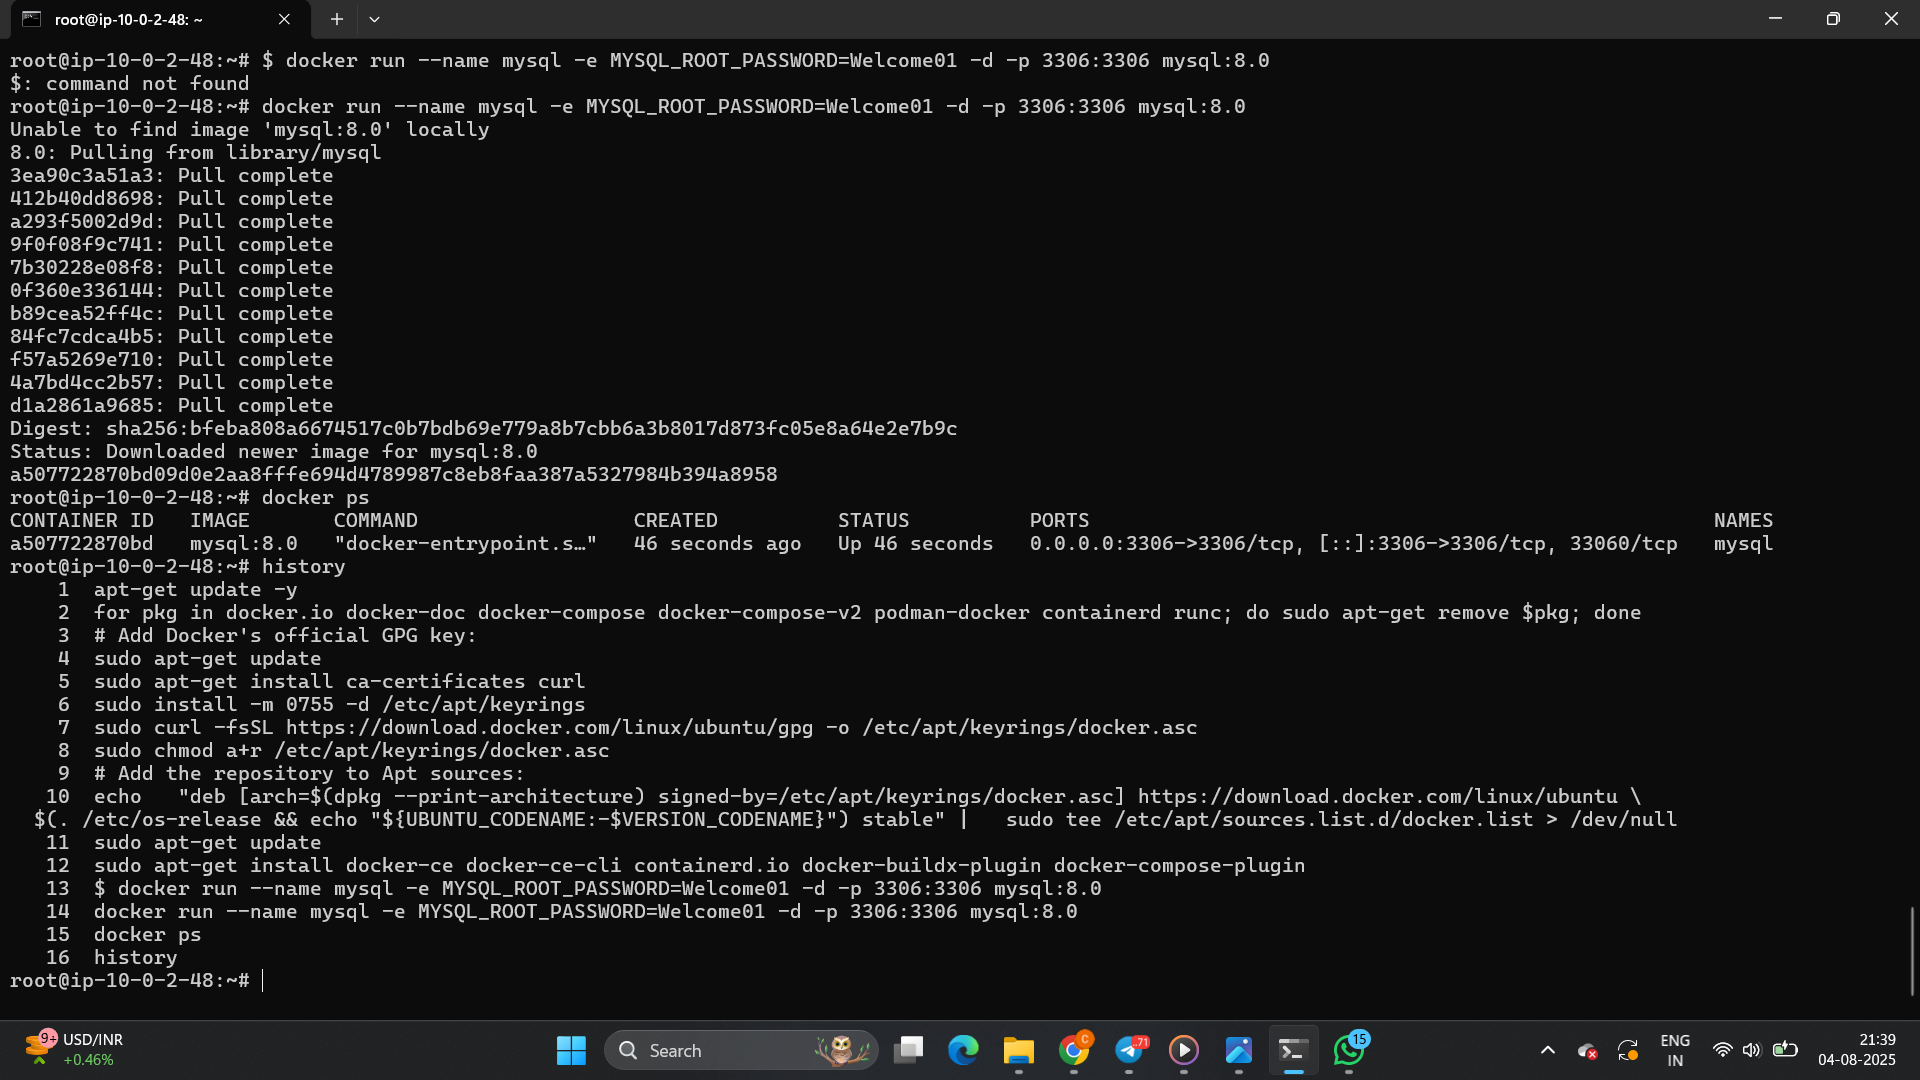 root@ip-10-0-2-48: ~
root@ip-10-0-2-48:~# $ docker run --name mysql -e MYSQL_ROOT_PASSWORD=Welcome01 -d -p 3306:3306 mysql:8.0
$: command not found
root@ip-10-0-2-48:~# docker run --name mysql -e MYSQL_ROOT_PASSWORD=Welcome01 -d -p 3306:3306 mysql:8.0
Unable to find image 'mysql:8.0' locally
8.0: Pulling from library/mysql
3ea90c3a51a3: Pull complete
412b40dd8698: Pull complete
a293f5002d9d: Pull complete
9f0f08f9c741: Pull complete
7b30228e08f8: Pull complete
0f360e336144: Pull complete
b89cea52ff4c: Pull complete
84fc7cdca4b5: Pull complete
f57a5269e710: Pull complete
4a7bd4cc2b57: Pull complete
d1a2861a9685: Pull complete
Digest: sha256:bfeba808a6674517c0b7bdb69e779a8b7cbb6a3b8017d873fc05e8a64e2e7b9c
Status: Downloaded newer image for mysql:8.0
a507722870bd09d0e2aa8fffe694d4789987c8eb8faa387a5327984b394a8958
root@ip-10-0-2-48:~# docker ps
CONTAINER ID   IMAGE       COMMAND                  CREATED          STATUS          PORTS                                                    NAMES
a507722870bd   mysql:8.0   "docker-entrypoint.s…"   46 seconds ago   Up 46 seconds   0.0.0.0:3306->3306/tcp, [::]:3306->3306/tcp, 33060/tcp   mysql
root@ip-10-0-2-48:~# history
1  apt-get update -y
2  for pkg in docker.io docker-doc docker-compose docker-compose-v2 podman-docker containerd runc; do sudo apt-get remove $pkg; done
3  # Add Docker's official GPG key:
4  sudo apt-get update
5  sudo apt-get install ca-certificates curl
6  sudo install -m 0755 -d /etc/apt/keyrings
7  sudo curl -fsSL https://download.docker.com/linux/ubuntu/gpg -o /etc/apt/keyrings/docker.asc
8  sudo chmod a+r /etc/apt/keyrings/docker.asc
9  # Add the repository to Apt sources:
10  echo   "deb [arch=$(dpkg --print-architecture) signed-by=/etc/apt/keyrings/docker.asc] https://download.docker.com/linux/ubuntu \
$(. /etc/os-release && echo "${UBUNTU_CODENAME:-$VERSION_CODENAME}") stable" |   sudo tee /etc/apt/sources.list.d/docker.list > /dev/null
11  sudo apt-get update
12  sudo apt-get install docker-ce docker-ce-cli containerd.io docker-buildx-plugin docker-compose-plugin
13  $ docker run --name mysql -e MYSQL_ROOT_PASSWORD=Welcome01 -d -p 3306:3306 mysql:8.0
14  docker run --name mysql -e MYSQL_ROOT_PASSWORD=Welcome01 -d -p 3306:3306 mysql:8.0
15  docker ps
16  history
root@ip-10-0-2-48:~#
9+ USD/INR
+0.46%
Search
C
.71
15
ENG
IN
21:39
04-08-2025